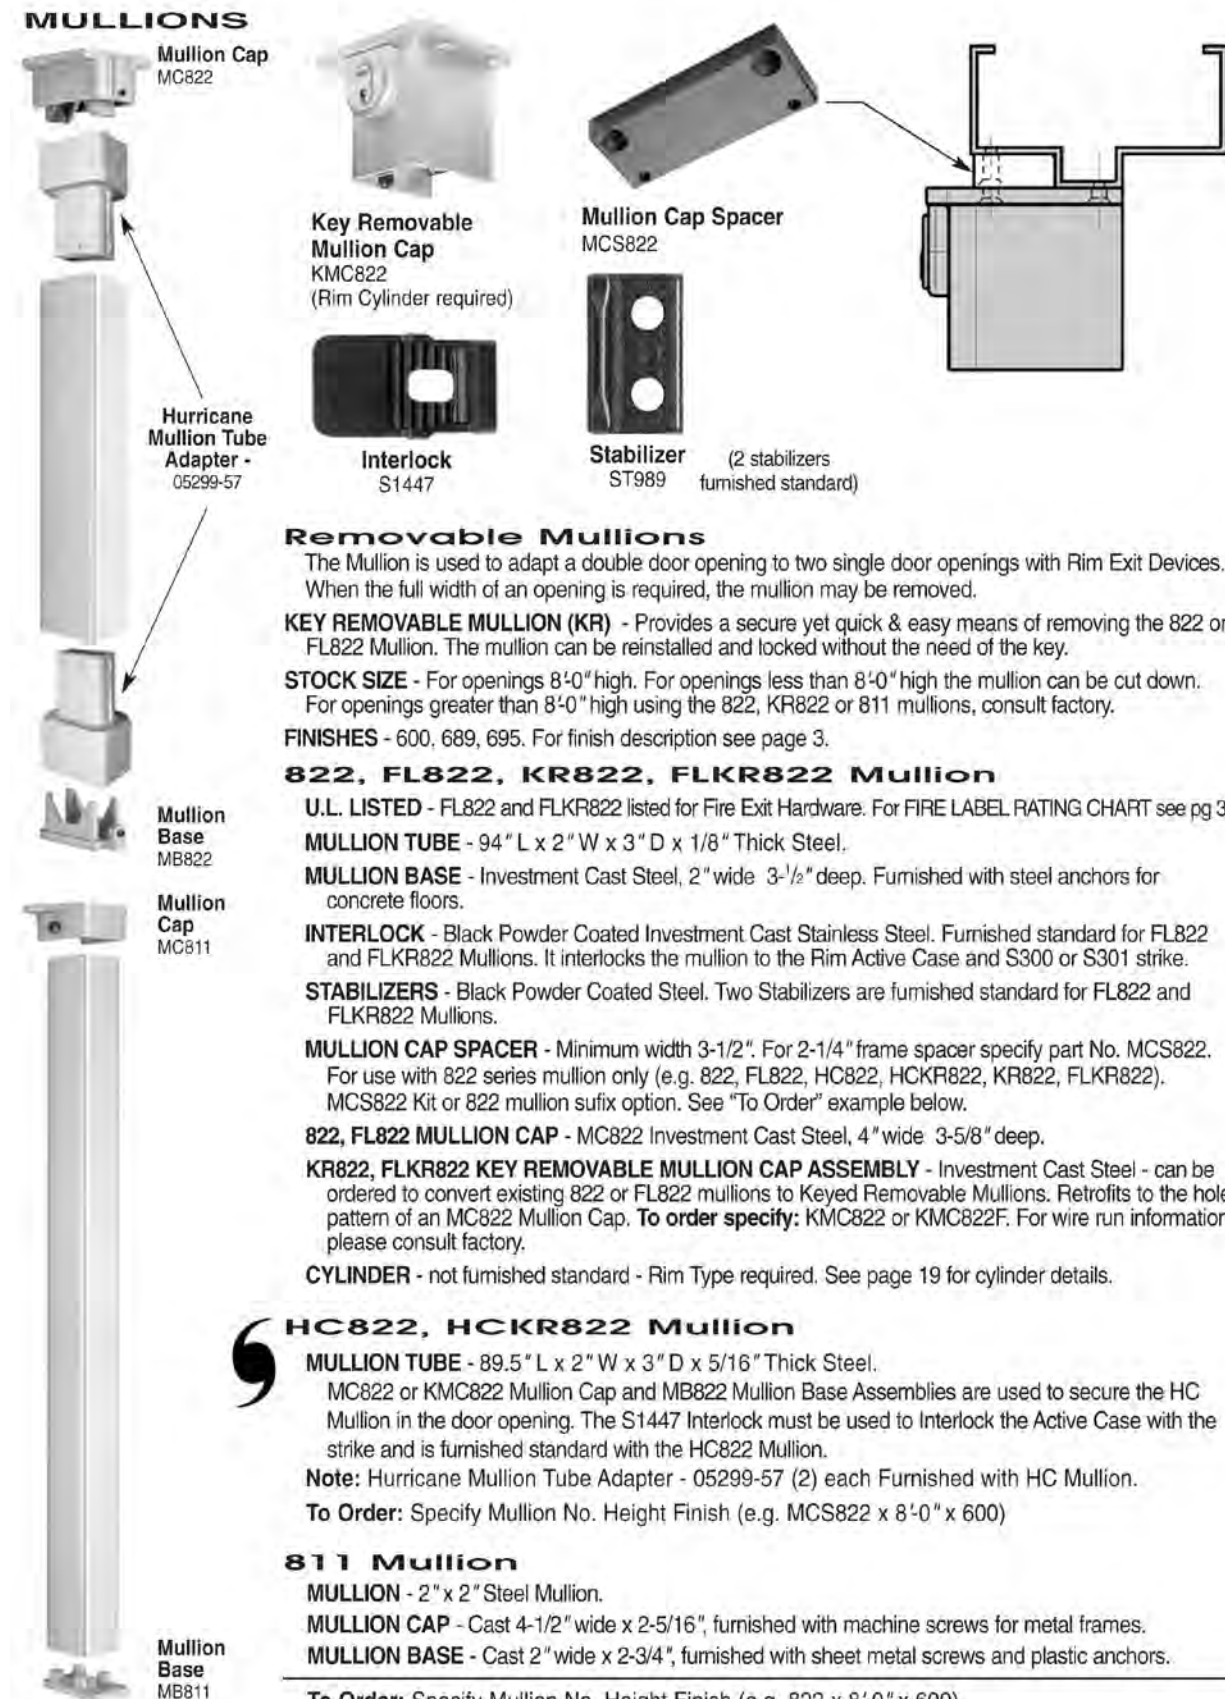 MULLIONS
Mullion Cap
MC822
Key Removable
Mullion Cap
KMC822
(Rim Cylinder required)
Mullion Cap Spacer
MCS822
Hurricane
Mullion Tube
Adapter -
05299-57
Interlock
S1447
Stabilizer
ST989
(2 stabilizers
furnished standard)
Removable Mullions
The Mullion is used to adapt a double door opening to two single door openings with Rim Exit Devices.
When the full width of an opening is required, the mullion may be removed.
KEY REMOVABLE MULLION (KR) - Provides a secure yet quick & easy means of removing the 822 or
FL822 Mullion. The mullion can be reinstalled and locked without the need of the key.
STOCK SIZE - For openings 8'-0" high. For openings less than 8'-0" high the mullion can be cut down.
For openings greater than 8'-0" high using the 822, KR822 or 811 mullions, consult factory.
FINISHES - 600, 689, 695. For finish description see page 3.
822, FL822, KR822, FLKR822 Mullion
U.L. LISTED - FL822 and FLKR822 listed for Fire Exit Hardware. For FIRE LABEL RATING CHART see pg 3
MULLION TUBE - 94" L x 2" W x 3" D x 1/8" Thick Steel.
MULLION BASE - Investment Cast Steel, 2" wide 3-1/2" deep. Furnished with steel anchors for
concrete floors.
INTERLOCK - Black Powder Coated Investment Cast Stainless Steel. Furnished standard for FL822
and FLKR822 Mullions. It interlocks the mullion to the Rim Active Case and S300 or S301 strike.
STABILIZERS - Black Powder Coated Steel. Two Stabilizers are furnished standard for FL822 and
FLKR822 Mullions.
MULLION CAP SPACER - Minimum width 3-1/2". For 2-1/4" frame spacer specify part No. MCS822.
For use with 822 series mullion only (e.g. 822, FL822, HC822, HCKR822, KR822, FLKR822).
MCS822 Kit or 822 mullion sufix option. See "To Order" example below.
822, FL822 MULLION CAP - MC822 Investment Cast Steel, 4" wide 3-5/8" deep.
KR822, FLKR822 KEY REMOVABLE MULLION CAP ASSEMBLY - Investment Cast Steel - can be
ordered to convert existing 822 or FL822 mullions to Keyed Removable Mullions. Retrofits to the hole
pattern of an MC822 Mullion Cap. To order specify: KMC822 or KMC822F. For wire run information
please consult factory.
CYLINDER - not furnished standard - Rim Type required. See page 19 for cylinder details.
Mullion
Base
MB822
Mullion
Cap
MC811
HC822, HCKR822 Mullion
MULLION TUBE - 89.5" L x 2" W x 3" D x 5/16" Thick Steel.
MC822 or KMC822 Mullion Cap and MB822 Mullion Base Assemblies are used to secure the HC
Mullion in the door opening. The S1447 Interlock must be used to Interlock the Active Case with the
strike and is furnished standard with the HC822 Mullion.
Note: Hurricane Mullion Tube Adapter - 05299-57 (2) each Furnished with HC Mullion.
To Order: Specify Mullion No. Height Finish (e.g. MCS822 x 8'-0" x 600)
811 Mullion
MULLION - 2" x 2" Steel Mullion.
MULLION CAP - Cast 4-1/2" wide x 2-5/16", furnished with machine screws for metal frames.
MULLION BASE - Cast 2" wide x 2-3/4", furnished with sheet metal screws and plastic anchors.
Mullion
Base
MB811
To Order: Specify Mullion No. Height Finish (e.g. 822 x 8'-0" x 600)